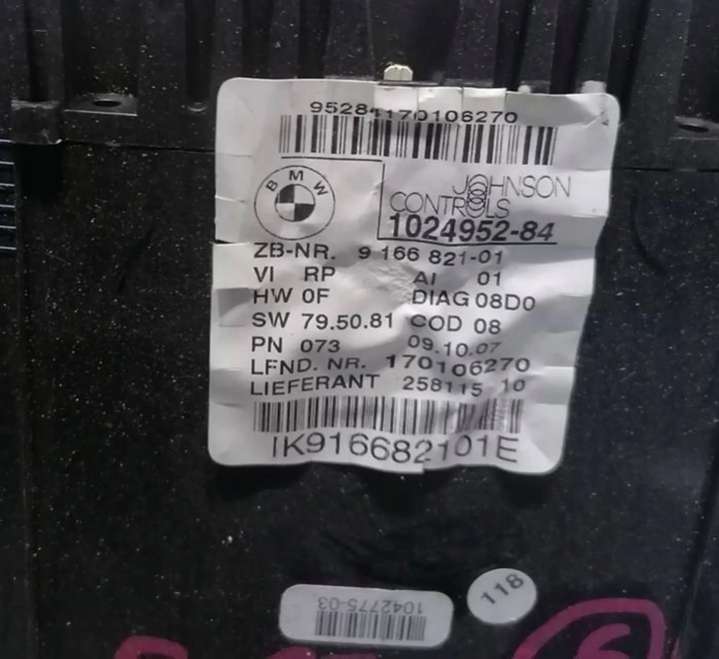 95284170106270
BMW
JOHNSON
CONTROLS
1024952-84
ZB-NR. 9 166 821-01
VI RP AI 01
HW 0F DIAG 08D0
SW 79.50.81 COD 08
PN 073 09.10.07
LFND. NR. 170106270
LIEFERANT 258115 10
IK916682101E
1042775-03
118